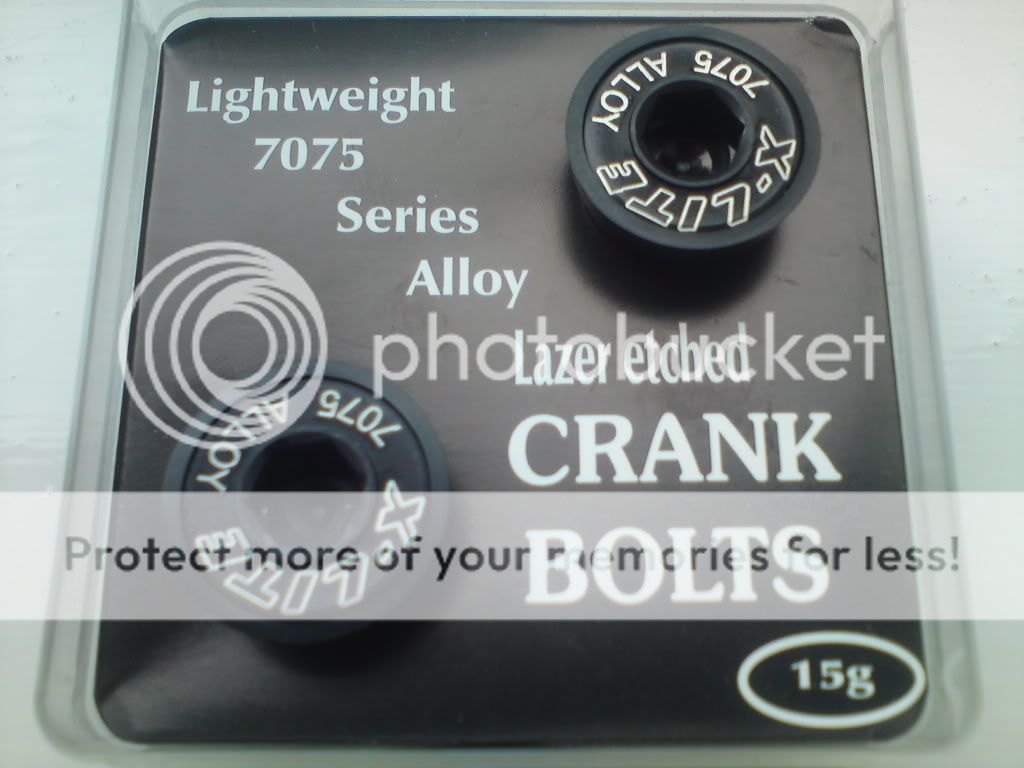 Lightweight
7075
Series
Alloy
Lazer etched
CRANK
BOLTS
15g
7075 ALLOY
X-LITE
7075 ALLOY
X-LITE
photobucket
Protect more of your memories for less!